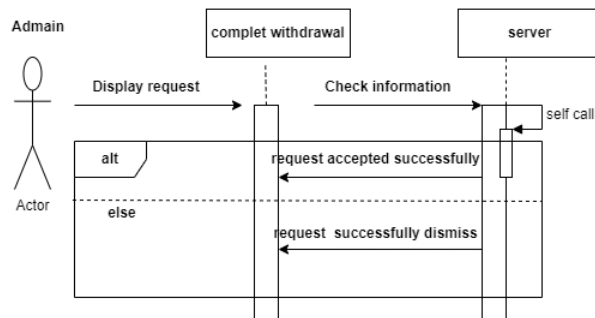 Admain
complet withdrawal
server
Display request
Check information
self call
alt
request accepted successfully
Actor
else
request successfully dismiss